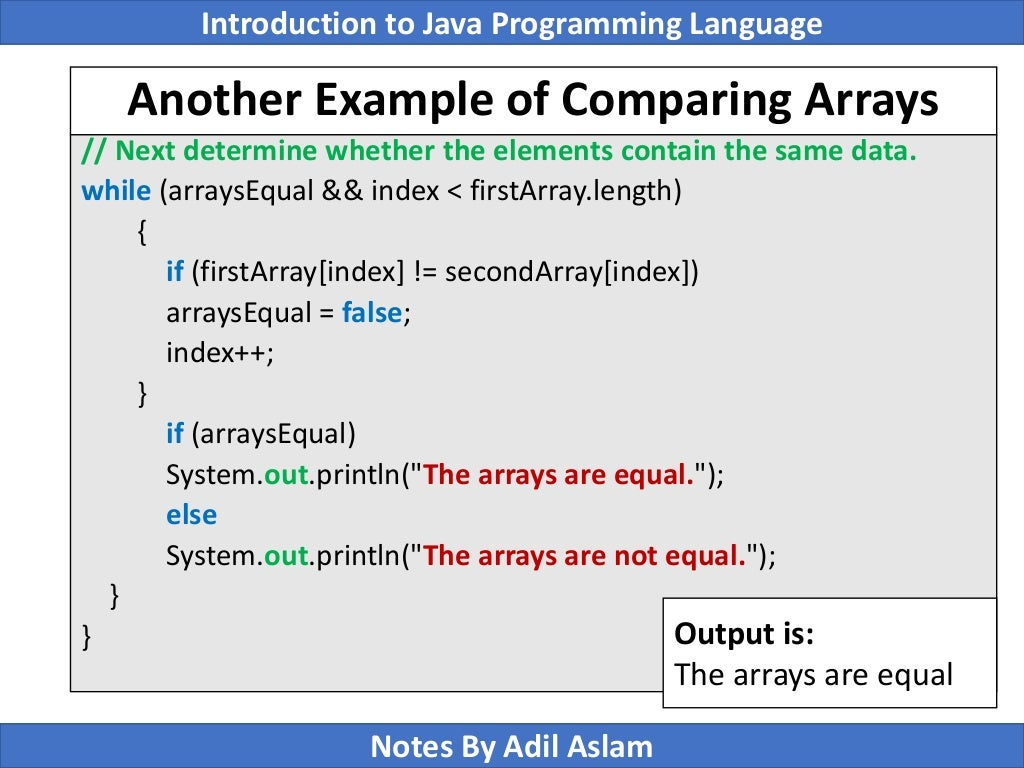 Introduction to Java Programming Language
Another Example of Comparing Arrays
// Next determine whether the elements contain the same data.
while (arraysEqual && index < firstArray.length)
{
if (firstArray[index] != secondArray[index])
arraysEqual = false;
index++;
}
if (arraysEqual)
System.out.println("The arrays are equal.");
else
System.out.println("The arrays are not equal.");
}
}
Output is:
The arrays are equal
Notes By Adil Aslam